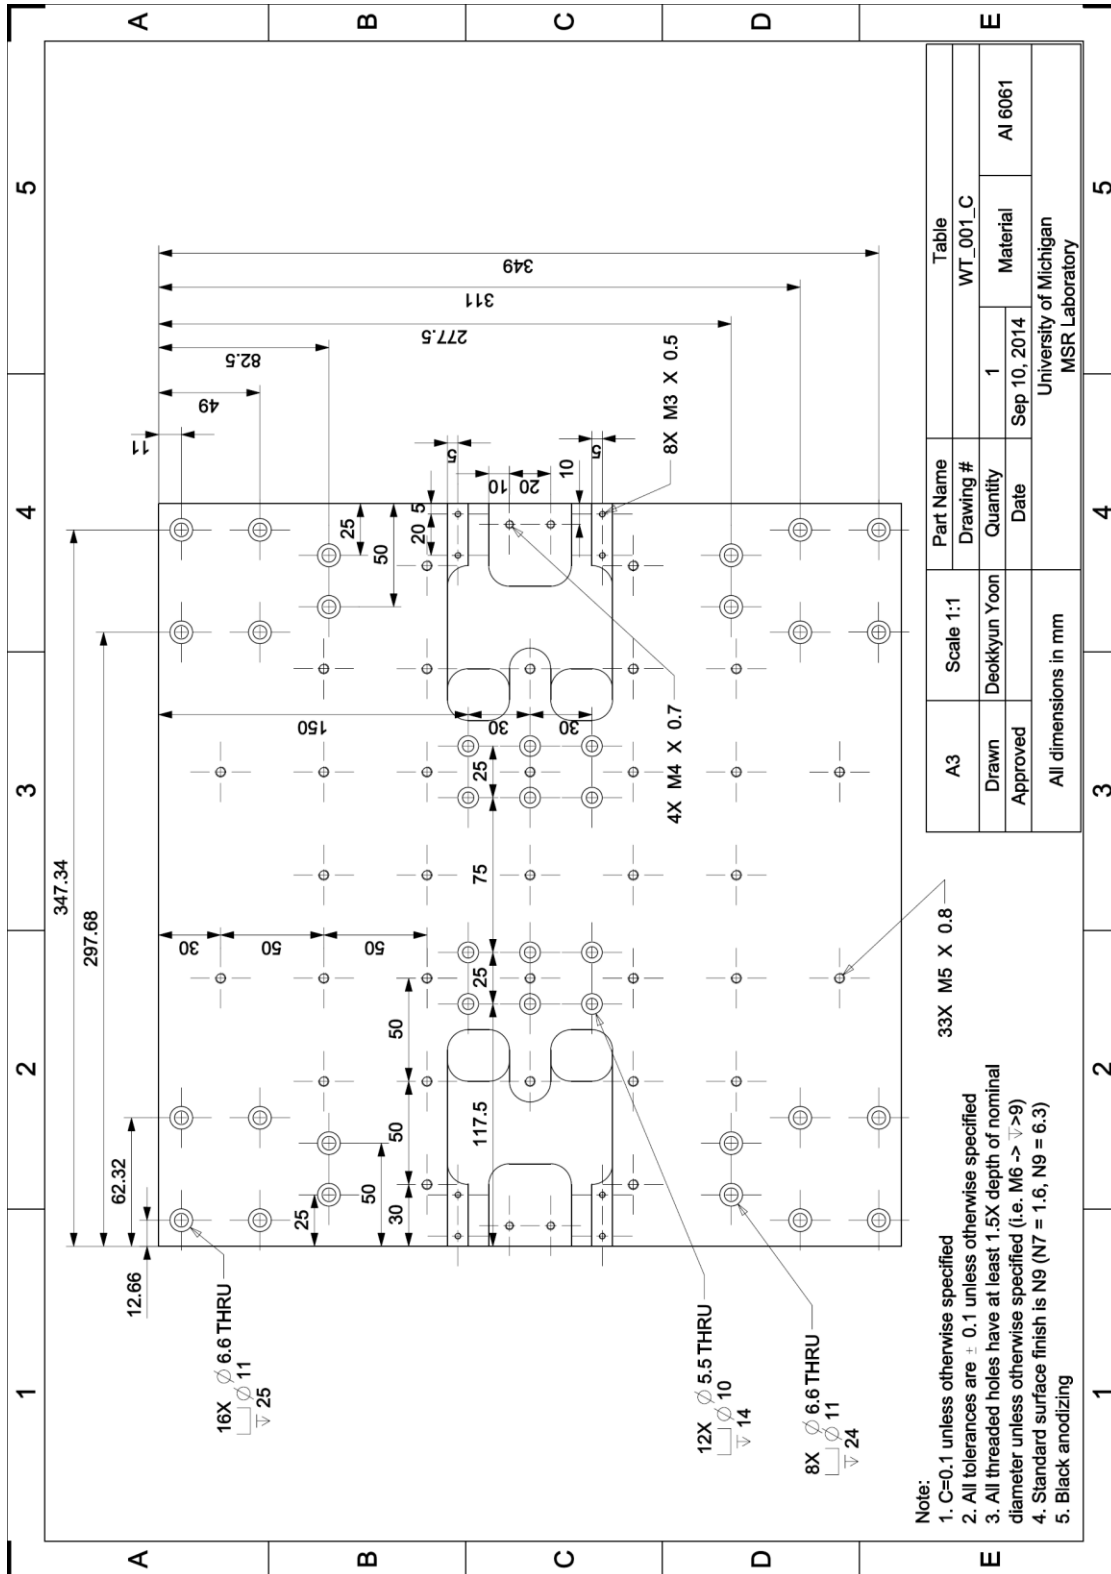 1
2
3
4
5
A
B
C
D
E
347.34
297.68
62.32
12.66
11
49
82.5
277.5
311
349
16X ∅ 6.6 THRU
⌴ ∅ 11
↧ 25
30
50
50
150
30
30
25
50
25
50
20
5
5
10
20
10
5
25
75
25
117.5
50
50
30
8X M3 X 0.5
4X M4 X 0.7
33X M5 X 0.8
12X ∅ 5.5 THRU
⌴ ∅ 10
↧ 14
8X ∅ 6.6 THRU
⌴ ∅ 11
↧ 24
Note:
1. C=0.1 unless otherwise specified
2. All tolerances are ± 0.1 unless otherwise specified
3. All threaded holes have at least 1.5X depth of nominal
diameter unless otherwise specified (i.e. M6 -> ↧>9)
4. Standard surface finish is N9 (N7 = 1.6, N9 = 6.3)
5. Black anodizing
A3 Scale 1:1 Part Name Table
Drawing # WT_001_C
Drawn Deokkyun Yoon Quantity 1 Material Al 6061
Approved Date Sep 10, 2014
All dimensions in mm
University of Michigan
MSR Laboratory
1
2
3
4
5
A
B
C
D
E